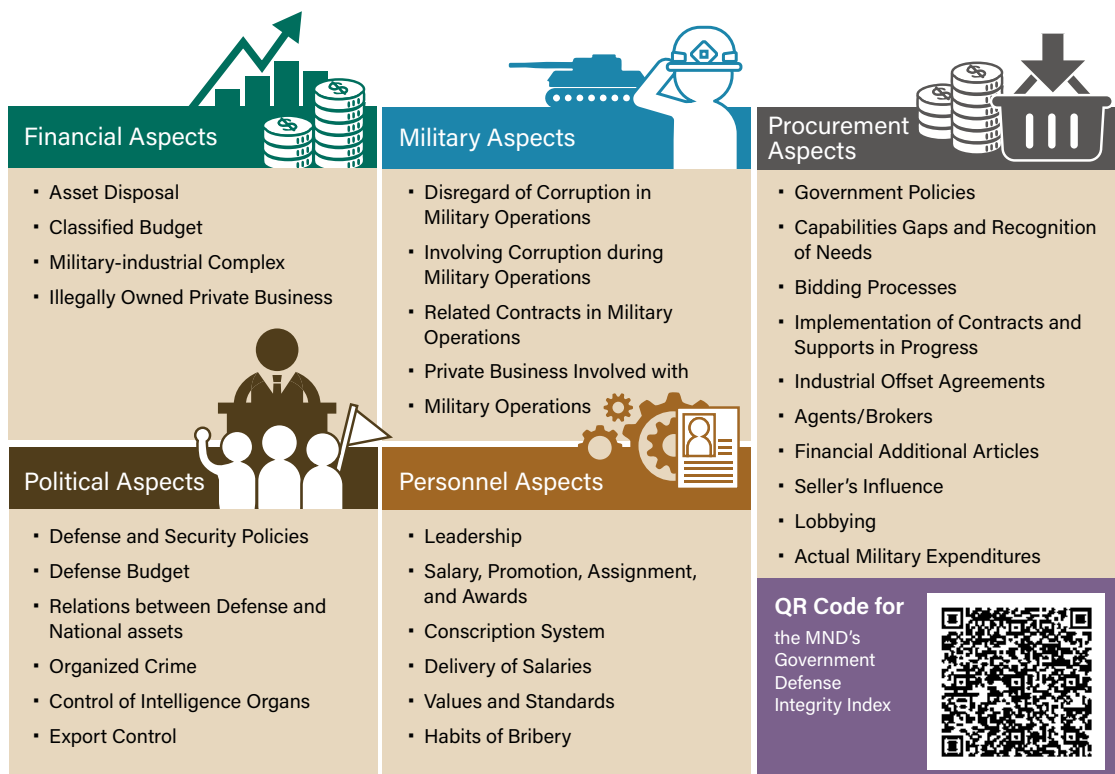 Financial Aspects
▪ Asset Disposal
▪ Classified Budget
▪ Military-industrial Complex
▪ Illegally Owned Private Business
Military Aspects
▪ Disregard of Corruption in
Military Operations
▪ Involving Corruption during
Military Operations
▪ Related Contracts in Military
Operations
▪ Private Business Involved with
▪ Military Operations
Procurement
Aspects
▪ Government Policies
▪ Capabilities Gaps and Recognition
of Needs
▪ Bidding Processes
▪ Implementation of Contracts and
Supports in Progress
▪ Industrial Offset Agreements
▪ Agents/Brokers
▪ Financial Additional Articles
▪ Seller's Influence
▪ Lobbying
▪ Actual Military Expenditures
Political Aspects
▪ Defense and Security Policies
▪ Defense Budget
▪ Relations between Defense and
National assets
▪ Organized Crime
▪ Control of Intelligence Organs
▪ Export Control
Personnel Aspects
▪ Leadership
▪ Salary, Promotion, Assignment,
and Awards
▪ Conscription System
▪ Delivery of Salaries
▪ Values and Standards
▪ Habits of Bribery
QR Code for
the MND's
Government
Defense
Integrity Index